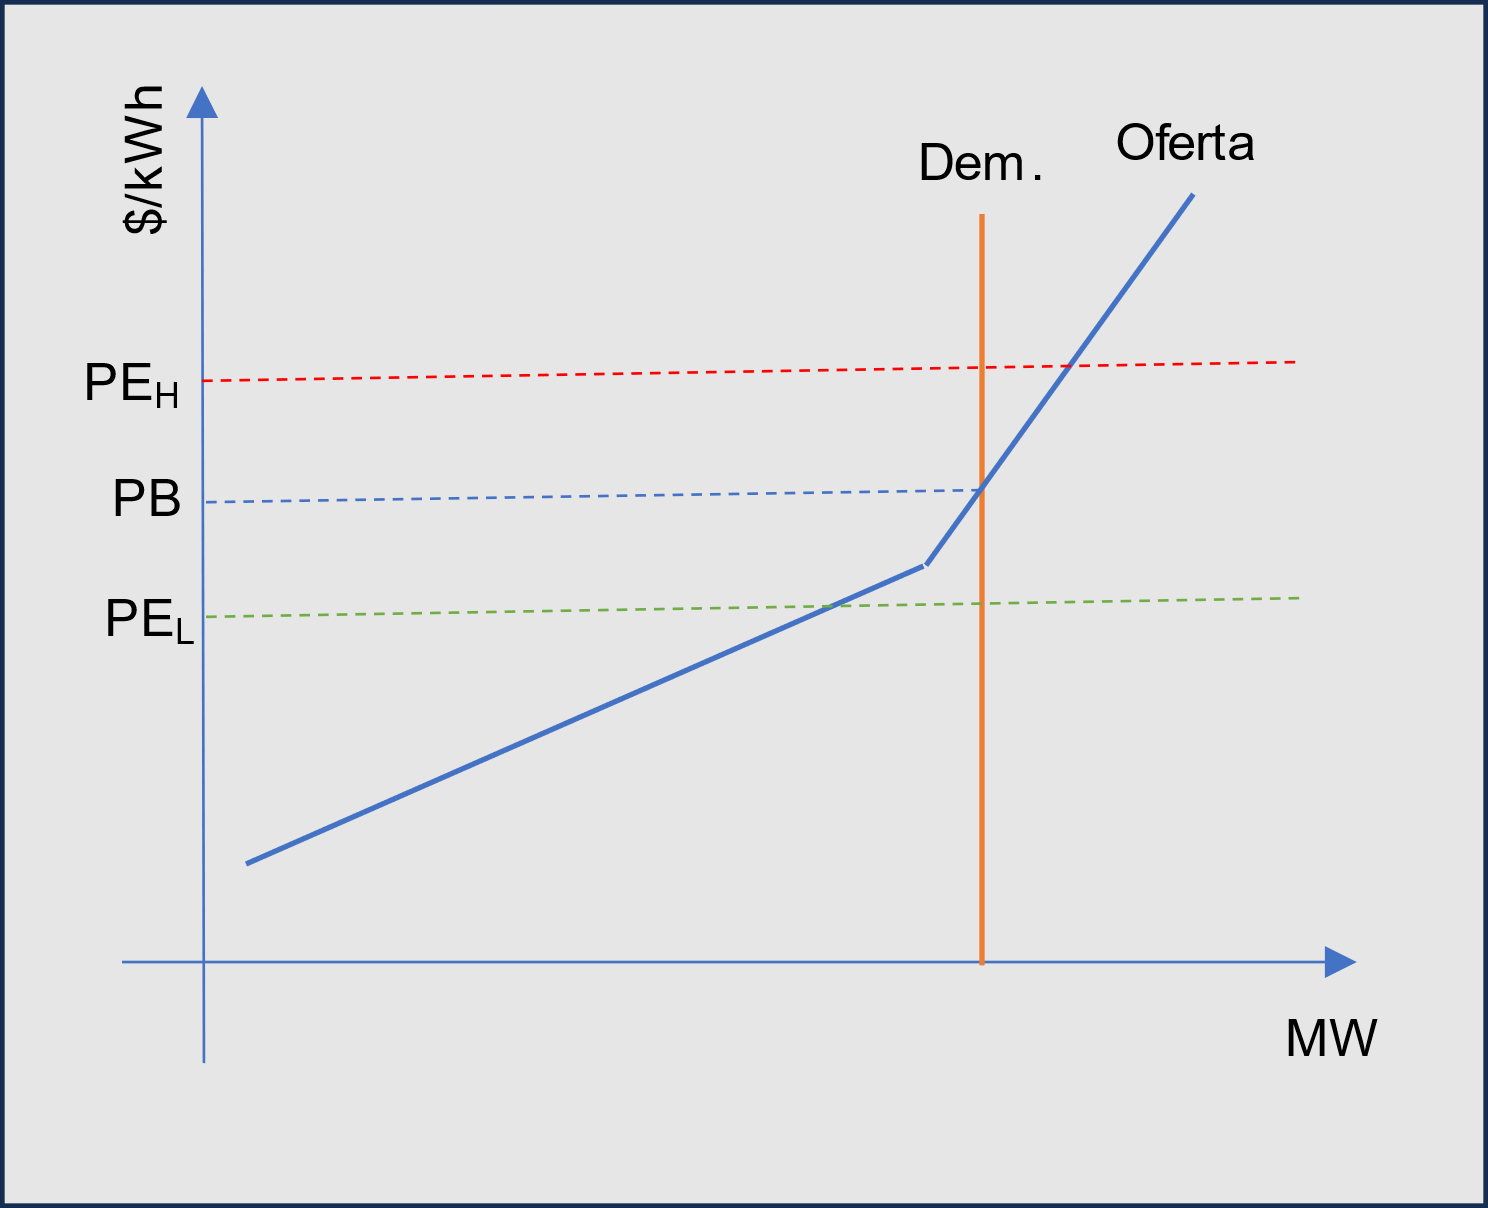 $/kWh
Dem.
Oferta
PEH
PB
PEL
MW